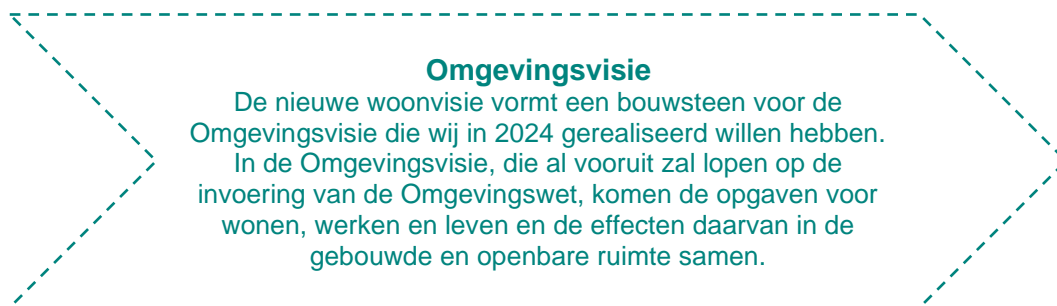 Omgevingsvisie
De nieuwe woonvisie vormt een bouwsteen voor de
Omgevingsvisie die wij in 2024 gerealiseerd willen hebben.
In de Omgevingsvisie, die al vooruit zal lopen op de
invoering van de Omgevingswet, komen de opgaven voor
wonen, werken en leven en de effecten daarvan in de
gebouwde en openbare ruimte samen.